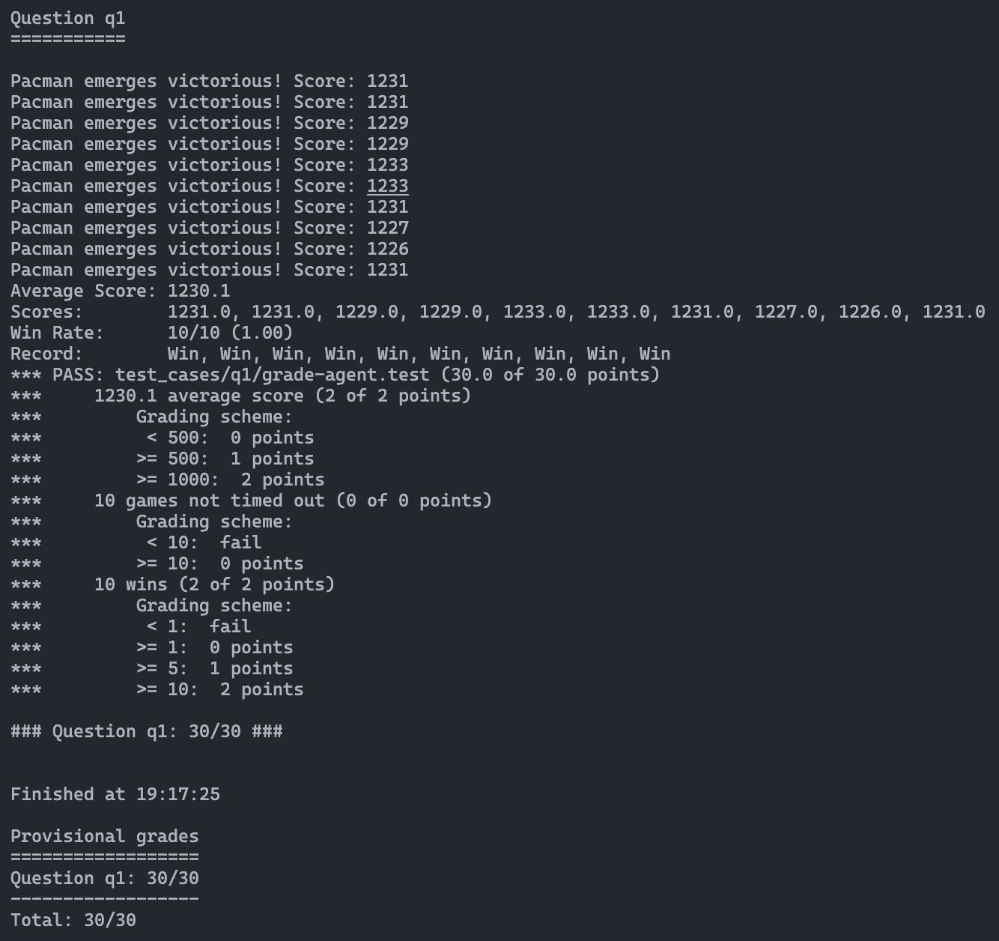 Question q1
===========
Pacman emerges victorious! Score: 1231
Pacman emerges victorious! Score: 1231
Pacman emerges victorious! Score: 1229
Pacman emerges victorious! Score: 1229
Pacman emerges victorious! Score: 1233
Pacman emerges victorious! Score: 1233
Pacman emerges victorious! Score: 1231
Pacman emerges victorious! Score: 1227
Pacman emerges victorious! Score: 1226
Pacman emerges victorious! Score: 1231
Average Score: 1230.1
Scores:        1231.0, 1231.0, 1229.0, 1229.0, 1233.0, 1233.0, 1231.0, 1227.0, 1226.0, 1231.0
Win Rate:      10/10 (1.00)
Record:        Win, Win, Win, Win, Win, Win, Win, Win, Win, Win
*** PASS: test_cases/q1/grade-agent.test (30.0 of 30.0 points)
***     1230.1 average score (2 of 2 points)
***         Grading scheme:
***          < 500:  0 points
***         >= 500:  1 points
***         >= 1000:  2 points
***     10 games not timed out (0 of 0 points)
***         Grading scheme:
***          < 10:  fail
***         >= 10:  0 points
***     10 wins (2 of 2 points)
***         Grading scheme:
***          < 1:  fail
***         >= 1:  0 points
***         >= 5:  1 points
***         >= 10:  2 points
### Question q1: 30/30 ###
Finished at 19:17:25
Provisional grades
==================
Question q1: 30/30
------------------
Total: 30/30